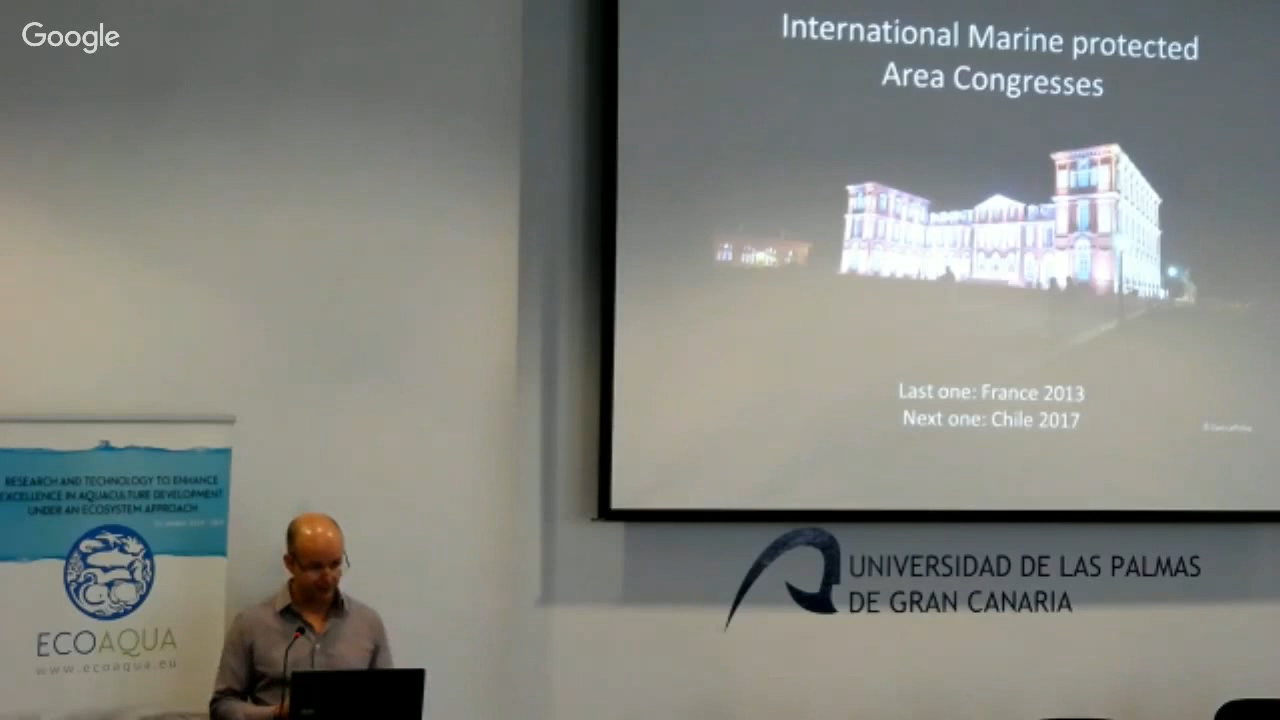 Google
International Marine protected
Area Congresses
Last one: France 2013
Next one: Chile 2017
RESEARCH AND TECHNOLOGY TO ENHANCE
EXCELLENCE IN AQUACULTURE DEVELOPMENT
UNDER AN ECOSYSTEM APPROACH
ECOAQUA
www.ecoaqua.eu
UNIVERSIDAD DE LAS PALMAS
DE GRAN CANARIA